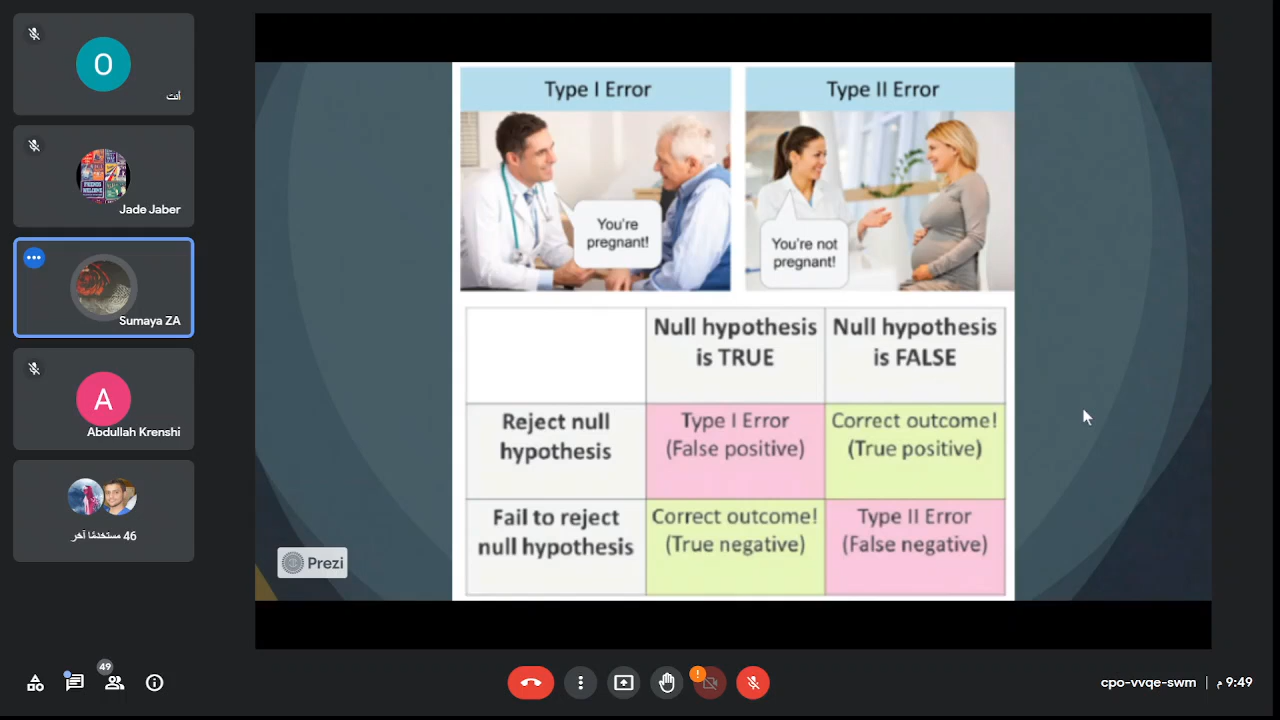 O
أنت
Jade Jaber
Sumaya ZA
A
Abdullah Krenshi
46 مستخدمًا آخر
Type I Error
Type II Error
You're
pregnant!
You're not
pregnant!
Null hypothesis
is TRUE
Null hypothesis
is FALSE
Reject null
hypothesis
Type I Error
(False positive)
Correct outcome!
(True positive)
Fail to reject
null hypothesis
Correct outcome!
(True negative)
Type II Error
(False negative)
Prezi
49
cpo-vvqe-swm | 9:49 م